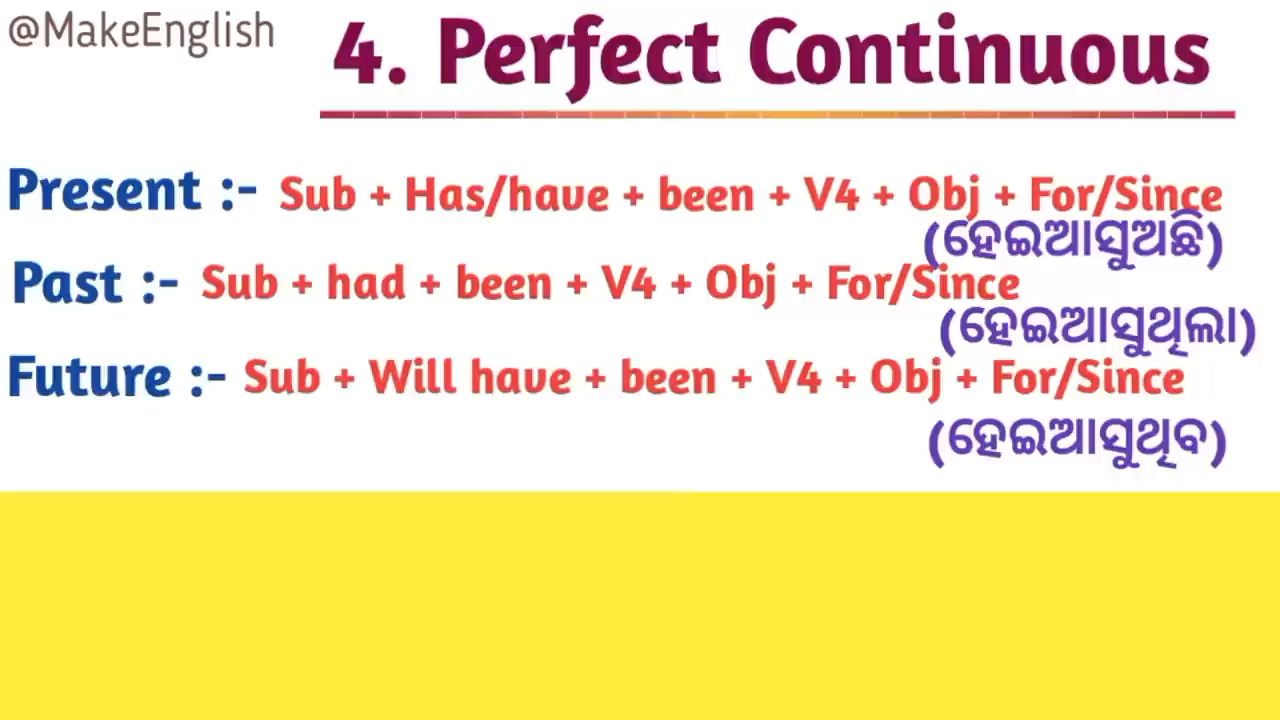 @MakeEnglish
4. Perfect Continuous
Present :- Sub + Has/have + been + V4 + Obj + For/Since
(ହେଇଆସୁଅଛି)
Past :- Sub + had + been + V4 + Obj + For/Since
(ହେଇଆସୁଥିଲା)
Future :- Sub + Will have + been + V4 + Obj + For/Since
(ହେଇଆସୁଥିବ)